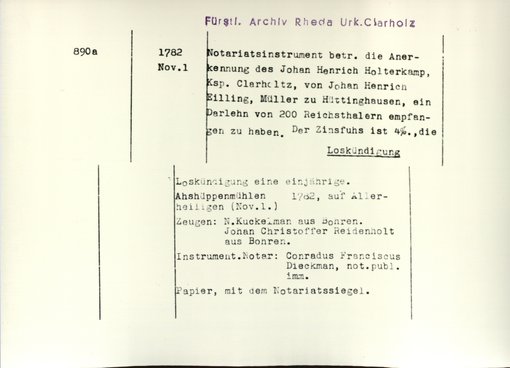 Fürstl. Archiv Rheda Urk.Clarholz
890a
1782
Nov.1
Notariatsinstrument betr. die Aner-
kennung des Johan Henrich Holterkamp,
Ksp. Clarholtz, von Johan Henrich
Eilling, Müller zu Hüttinghausen, ein
Darlehn von 200 Reichsthalern empfan-
gen zu haben. Der Zinsfuhs ist 4%.,die
Loskündigung
Loskündigung eine einjährige.
Ahshüppenmühlen 1782, auf Aller-
heiligen (Nov.1.)
Zeugen: N.Kuckelman aus Bohren.
Johan Christoffer Reidenholt
aus Bohren.
Instrument.Notar: Conradus Franciscus
Dieckman, not.publ.
imm.
Papier, mit dem Notariatssiegel.